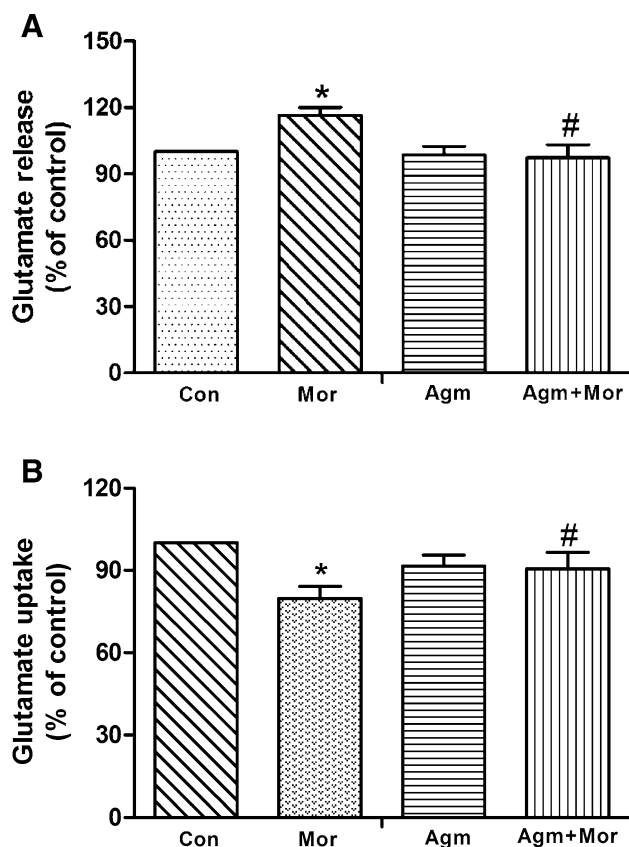 A
Glutamate release
(% of control)
150
120
90
60
30
0
*
#
Con Mor Agm Agm+Mor
B
Glutamate uptake
(% of control)
120
90
60
30
0
*
#
Con Mor Agm Agm+Mor